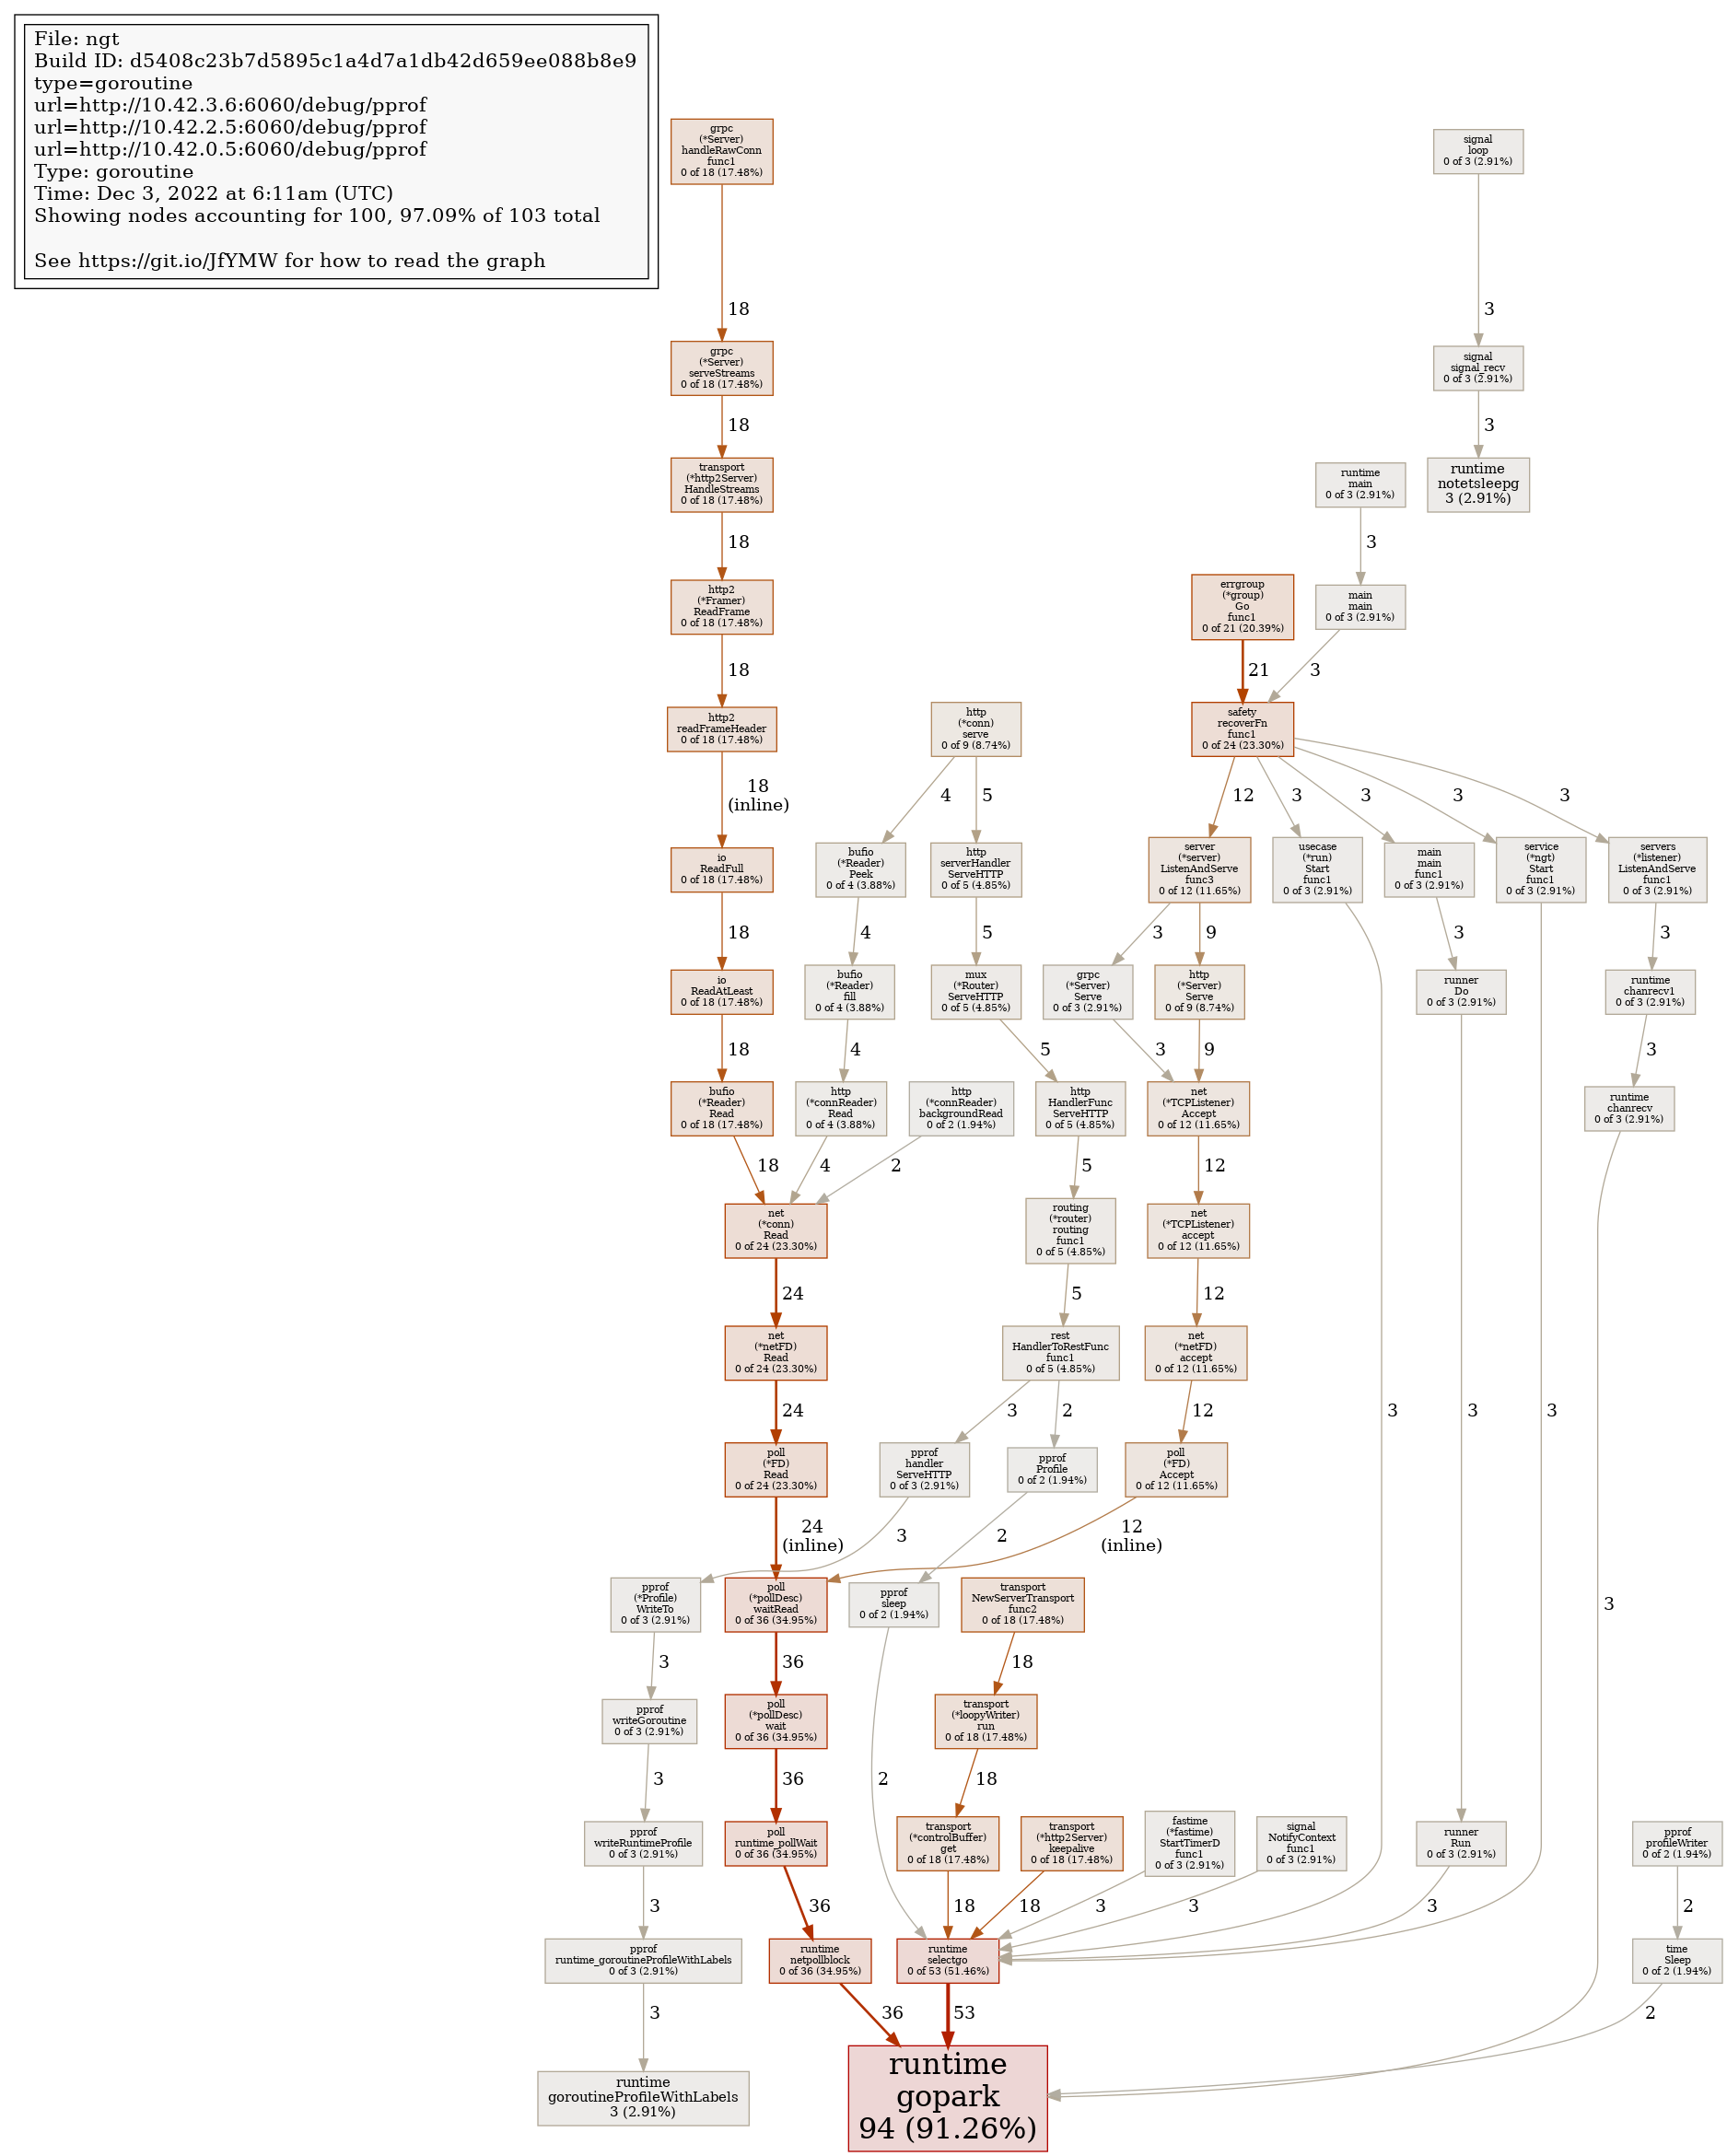 File: ngt
Build ID: d5408c23b7d5895c1a4d7a1db42d659ee088b8e9
type=goroutine
url=http://10.42.3.6:6060/debug/pprof
url=http://10.42.2.5:6060/debug/pprof
url=http://10.42.0.5:6060/debug/pprof
Type: goroutine
Time: Dec 3, 2022 at 6:11am (UTC)
Showing nodes accounting for 100, 97.09% of 103 total
See https://git.io/JfYMW for how to read the graph
grpc
(*Server)
handleRawConn
func1
0 of 18 (17.48%)
signal
loop
0 of 3 (2.91%)
18
3
grpc
(*Server)
serveStreams
0 of 18 (17.48%)
signal
signal_recv
0 of 3 (2.91%)
18
3
transport
(*http2Server)
HandleStreams
0 of 18 (17.48%)
runtime
main
0 of 3 (2.91%)
runtime
notetsleepg
3 (2.91%)
18
3
http2
(*Framer)
ReadFrame
0 of 18 (17.48%)
errgroup
(*group)
Go
func1
0 of 21 (20.39%)
main
main
0 of 3 (2.91%)
18
21
3
http2
readFrameHeader
0 of 18 (17.48%)
http
(*conn)
serve
0 of 9 (8.74%)
safety
recoverFn
func1
0 of 24 (23.30%)
18
(inline)
4
5
12
3
3
3
3
io
ReadFull
0 of 18 (17.48%)
bufio
(*Reader)
Peek
0 of 4 (3.88%)
http
serverHandler
ServeHTTP
0 of 5 (4.85%)
server
(*server)
ListenAndServe
func3
0 of 12 (11.65%)
usecase
(*run)
Start
func1
0 of 3 (2.91%)
main
main
func1
0 of 3 (2.91%)
service
(*ngt)
Start
func1
0 of 3 (2.91%)
servers
(*listener)
ListenAndServe
func1
0 of 3 (2.91%)
18
4
5
3
9
3
3
io
ReadAtLeast
0 of 18 (17.48%)
bufio
(*Reader)
fill
0 of 4 (3.88%)
mux
(*Router)
ServeHTTP
0 of 5 (4.85%)
grpc
(*Server)
Serve
0 of 3 (2.91%)
http
(*Server)
Serve
0 of 9 (8.74%)
runner
Do
0 of 3 (2.91%)
runtime
chanrecv1
0 of 3 (2.91%)
18
4
5
3
9
3
bufio
(*Reader)
Read
0 of 18 (17.48%)
http
(*connReader)
Read
0 of 4 (3.88%)
http
(*connReader)
backgroundRead
0 of 2 (1.94%)
http
HandlerFunc
ServeHTTP
0 of 5 (4.85%)
net
(*TCPListener)
Accept
0 of 12 (11.65%)
runtime
chanrecv
0 of 3 (2.91%)
18
4
2
5
12
net
(*conn)
Read
0 of 24 (23.30%)
routing
(*router)
routing
func1
0 of 5 (4.85%)
net
(*TCPListener)
accept
0 of 12 (11.65%)
24
5
12
net
(*netFD)
Read
0 of 24 (23.30%)
rest
HandlerToRestFunc
func1
0 of 5 (4.85%)
net
(*netFD)
accept
0 of 12 (11.65%)
24
3
2
12
3
3
3
poll
(*FD)
Read
0 of 24 (23.30%)
pprof
handler
ServeHTTP
0 of 3 (2.91%)
pprof
Profile
0 of 2 (1.94%)
poll
(*FD)
Accept
0 of 12 (11.65%)
24
(inline)
3
2
12
(inline)
pprof
(*Profile)
WriteTo
0 of 3 (2.91%)
poll
(*pollDesc)
waitRead
0 of 36 (34.95%)
pprof
sleep
0 of 2 (1.94%)
transport
NewServerTransport
func2
0 of 18 (17.48%)
3
3
36
18
pprof
writeGoroutine
0 of 3 (2.91%)
poll
(*pollDesc)
wait
0 of 36 (34.95%)
transport
(*loopyWriter)
run
0 of 18 (17.48%)
3
36
2
18
pprof
writeRuntimeProfile
0 of 3 (2.91%)
poll
runtime_pollWait
0 of 36 (34.95%)
transport
(*controlBuffer)
get
0 of 18 (17.48%)
transport
(*http2Server)
keepalive
0 of 18 (17.48%)
fastime
(*fastime)
StartTimerD
func1
0 of 3 (2.91%)
signal
NotifyContext
func1
0 of 3 (2.91%)
runner
Run
0 of 3 (2.91%)
pprof
profileWriter
0 of 2 (1.94%)
3
36
18
18
3
3
3
2
pprof
runtime_goroutineProfileWithLabels
0 of 3 (2.91%)
runtime
netpollblock
0 of 36 (34.95%)
runtime
selectgo
0 of 53 (51.46%)
time
Sleep
0 of 2 (1.94%)
3
36
53
2
runtime
goroutineProfileWithLabels
3 (2.91%)
runtime
gopark
94 (91.26%)